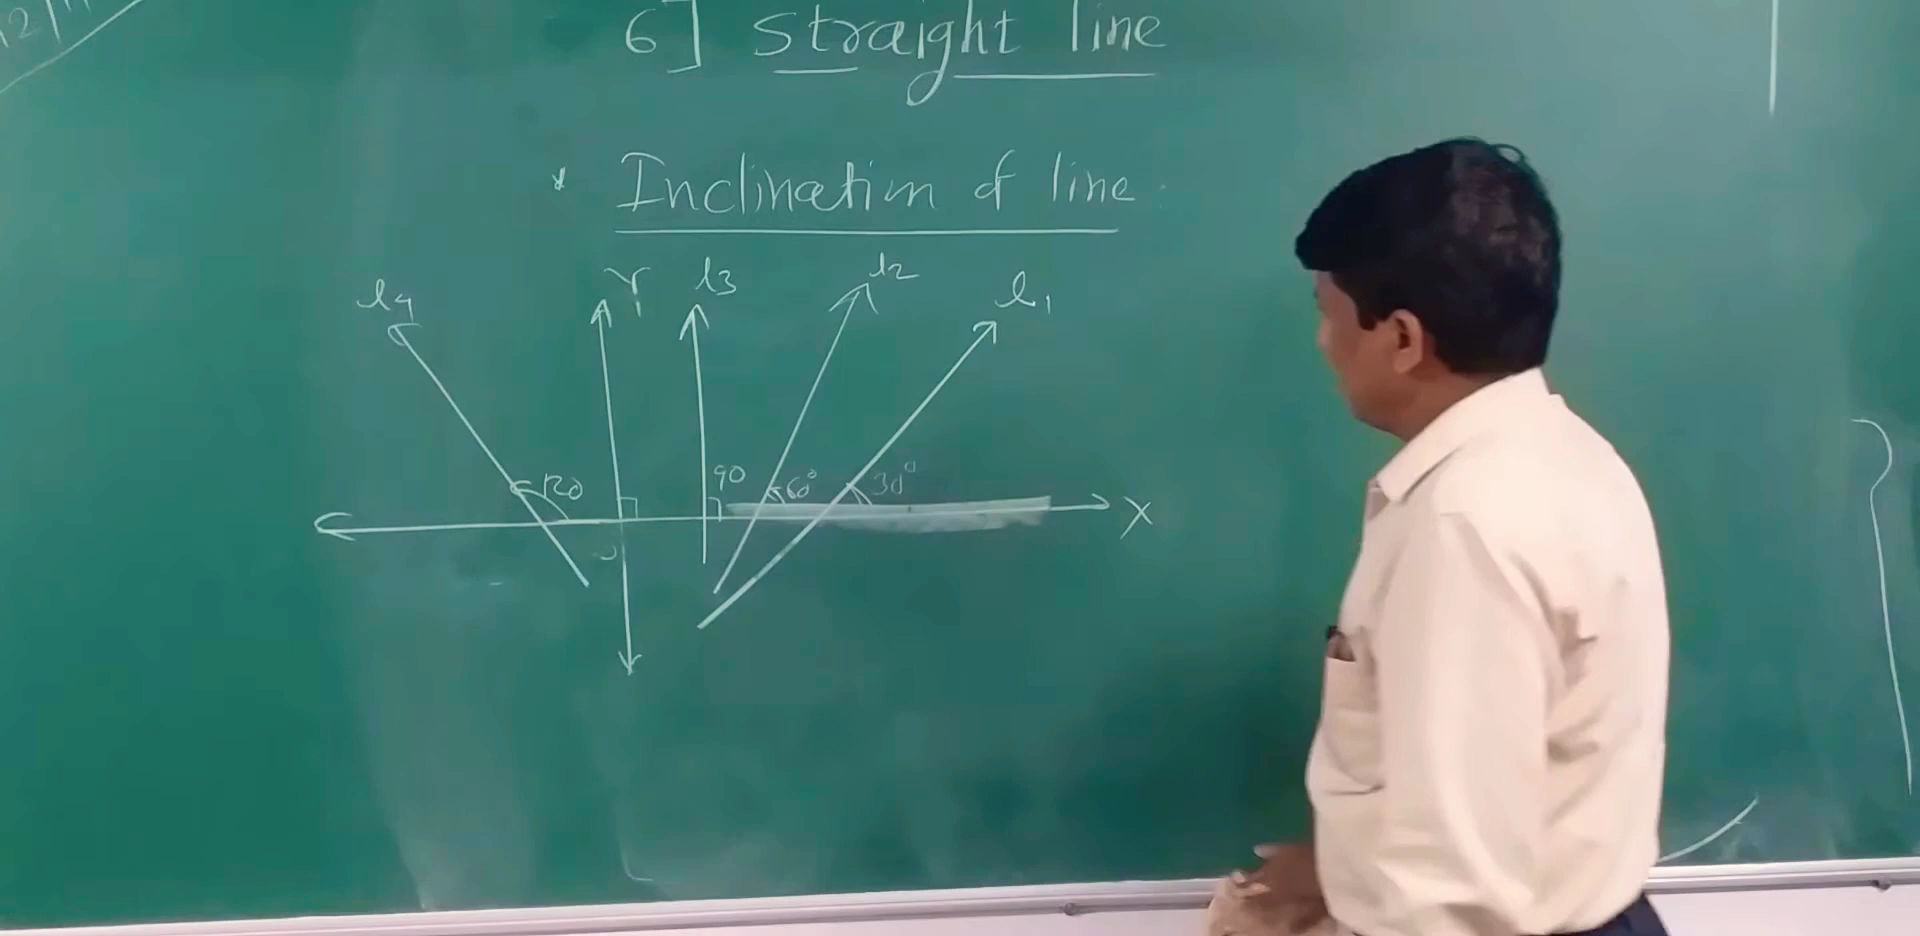 6] Straight line
* Inclination of line :
l4 Y l3 l2 l1
120 90 60° 30°
X